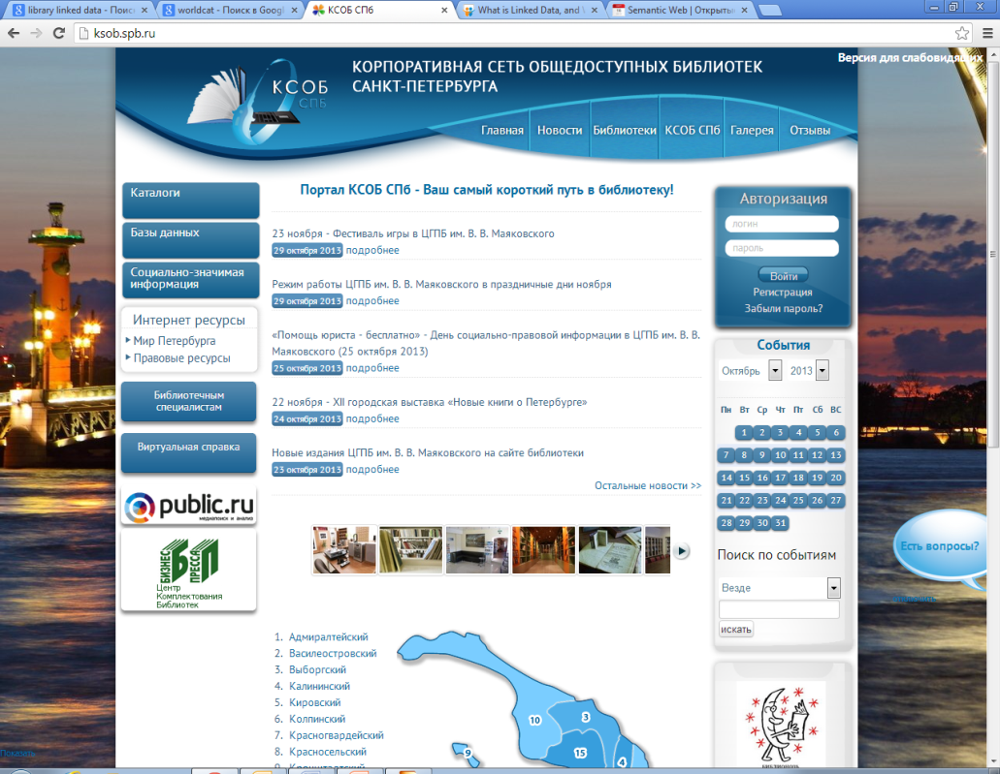 library linked data - Поиск
worldcat - Поиск в Googl
КСОБ СПб
What is Linked Data, and
Semantic Web | Открыты
ksob.spb.ru
Версия для слабовидящих
КСОБ
СПБ
КОРПОРАТИВНАЯ СЕТЬ ОБЩЕДОСТУПНЫХ БИБЛИОТЕК
САНКТ-ПЕТЕРБУРГА
Главная Новости Библиотеки КСОБ СПб Галерея Отзывы
Каталоги
Базы данных
Социально-значимая
информация
Интернет ресурсы
Мир Петербурга
Правовые ресурсы
Библиотечным
специалистам
Виртуальная справка
public.ru
медиапоиск и анализ
БИЗНЕС
ПРЕССА
БП
Центр
Комплектования
Библиотек
Портал КСОБ СПб - Ваш самый короткий путь в библиотеку!
23 ноября - Фестиваль игры в ЦГПБ им. В. В. Маяковского
29 октября 2013 подробнее
Режим работы ЦГПБ им. В. В. Маяковского в праздничные дни ноября
29 октября 2013 подробнее
«Помощь юриста - бесплатно» - День социально-правовой информации в ЦГПБ им. В. В.
Маяковского (25 октября 2013)
25 октября 2013 подробнее
22 ноября - XII городская выставка «Новые книги о Петербурге»
24 октября 2013 подробнее
Новые издания ЦГПБ им. В. В. Маяковского на сайте библиотеки
23 октября 2013 подробнее
Остальные новости >>
1. Адмиралтейский
2. Василеостровский
3. Выборгский
4. Калининский
5. Кировский
6. Колпинский
7. Красногвардейский
8. Красносельский
9. Кронштадтский
10
3
15
9
4
Авторизация
логин
пароль
Войти
Регистрация
Забыли пароль?
События
Октябрь 2013
Пн Вт Ср Чт Пт Сб ВС
1 2 3 4 5 6
7 8 9 10 11 12 13
14 15 16 17 18 19 20
21 22 23 24 25 26 27
28 29 30 31
Поиск по событиям
Везде
искать
Есть вопросы?
Показать